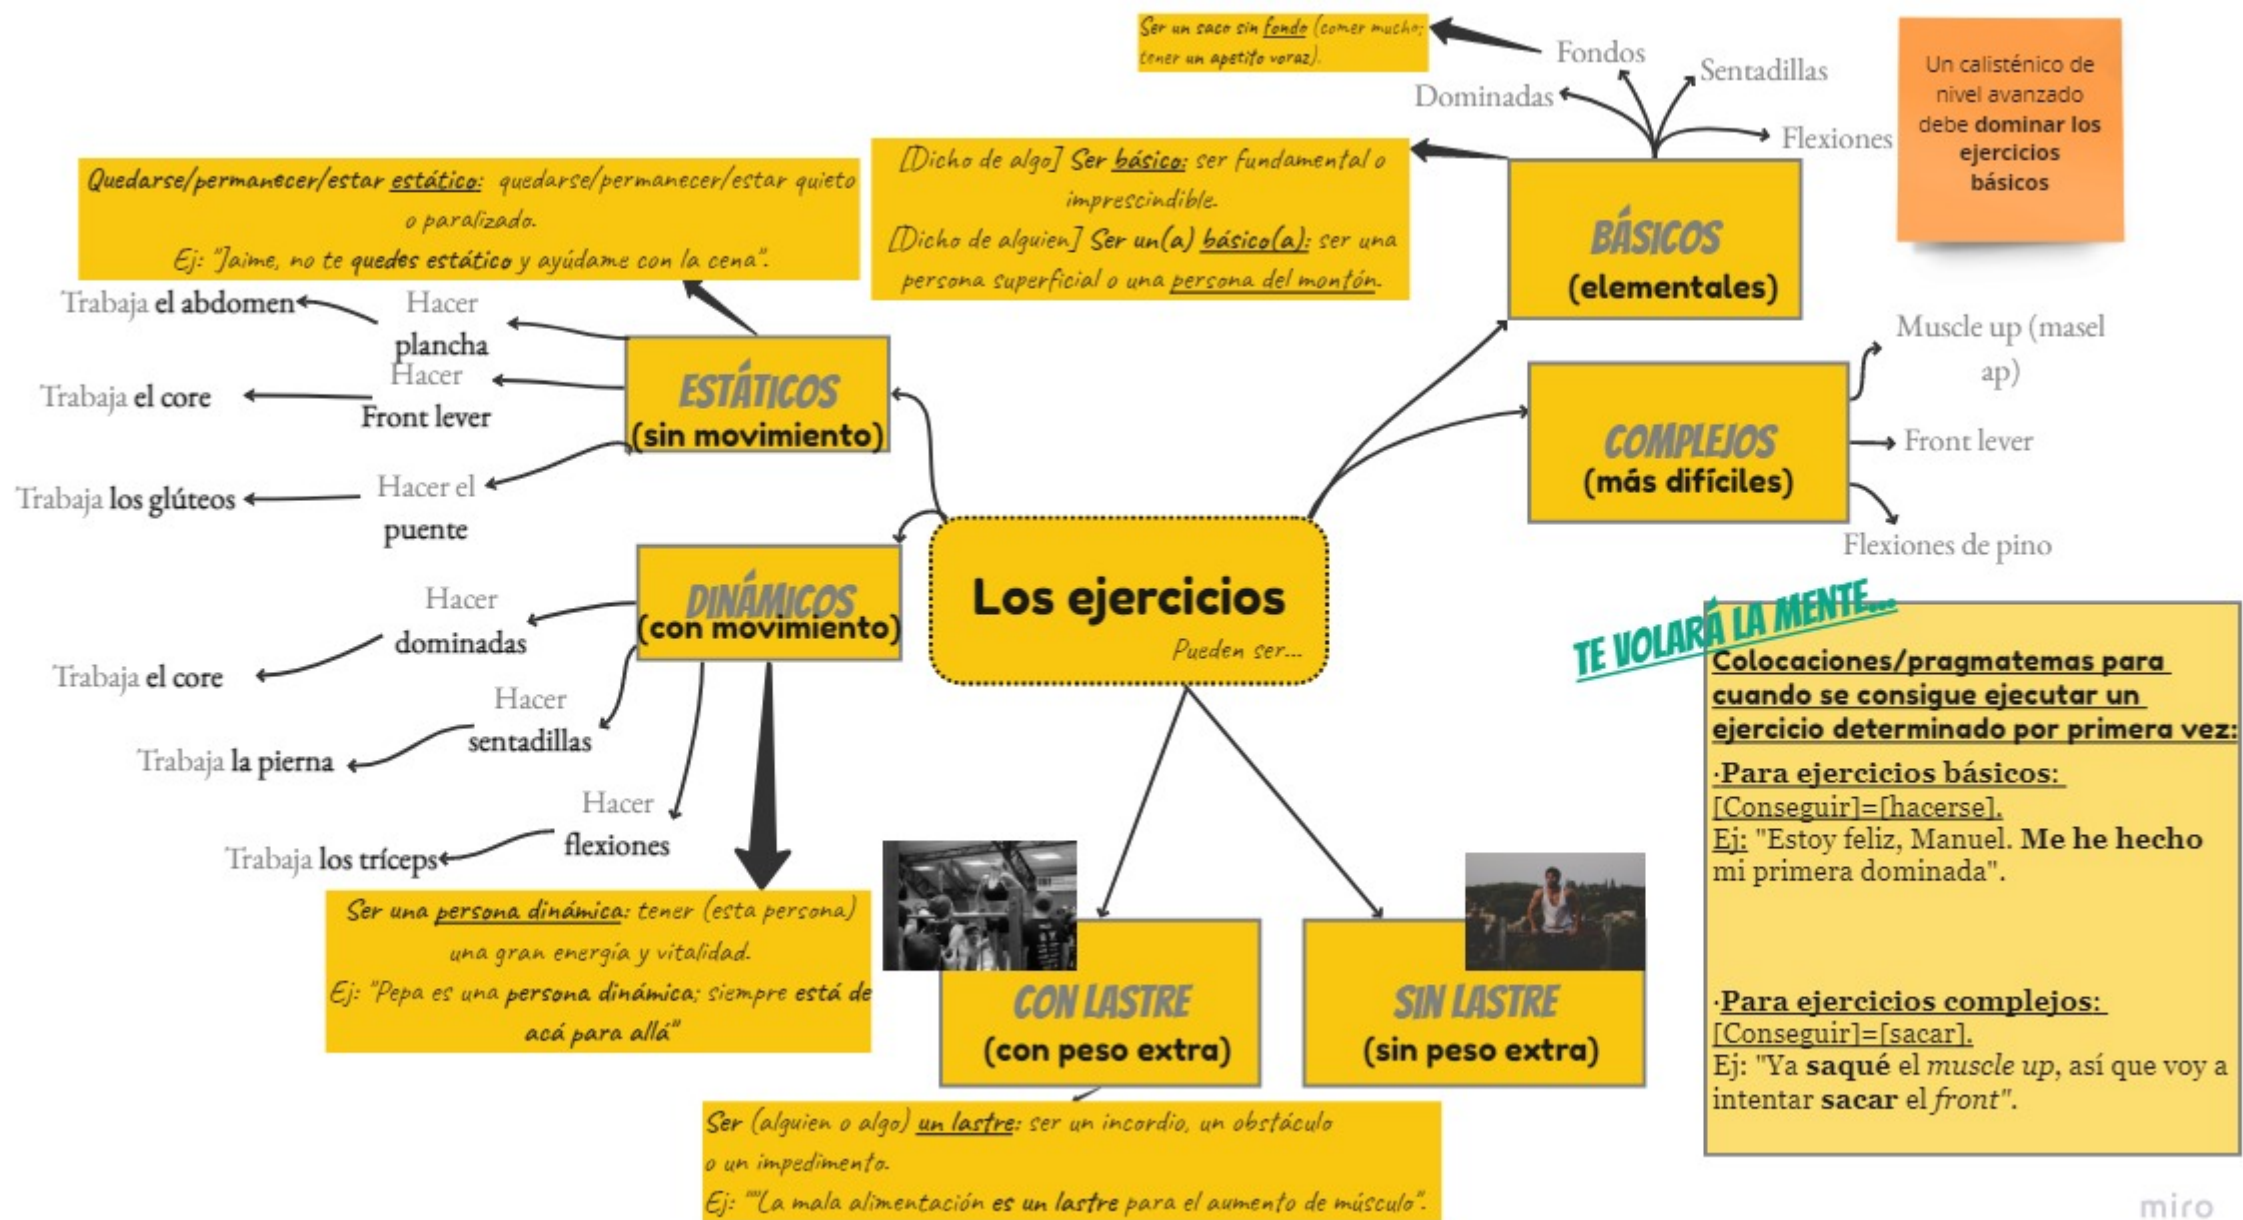 Ser un saco sin fondo (comer mucho;
tener un apetito voraz).
Fondos
Sentadillas
Dominadas
Flexiones
Un calisténico de
nivel avanzado
debe dominar los
ejercicios
básicos
[Dicho de algo] Ser básico: ser fundamental o
imprescindible.
[Dicho de alguien] Ser un(a) básico(a): ser una
persona superficial o una persona del montón.
BÁSICOS
(elementales)
Quedarse/permanecer/estar estático: quedarse/permanecer/estar quieto
o paralizado.
Ej: "Jaime, no te quedes estático y ayúdame con la cena".
Trabaja el abdomen
Hacer
plancha
Trabaja el core
Hacer
Front lever
Trabaja los glúteos
Hacer el
puente
ESTÁTICOS
(sin movimiento)
COMPLEJOS
(más difíciles)
Muscle up (masel
ap)
Front lever
Flexiones de pino
Los ejercicios
Pueden ser...
DINÁMICOS
(con movimiento)
Hacer
dominadas
Trabaja el core
Hacer
sentadillas
Trabaja la pierna
Hacer
flexiones
Trabaja los tríceps
Ser una persona dinámica: tener (esta persona)
una gran energía y vitalidad.
Ej: "Pepa es una persona dinámica; siempre está de
acá para allá"
CON LASTRE
(con peso extra)
SIN LASTRE
(sin peso extra)
Ser (alguien o algo) un lastre: ser un incordio, un obstáculo
o un impedimento.
Ej: ""La mala alimentación es un lastre para el aumento de músculo".
TE VOLARÁ LA MENTE...
Colocaciones/pragmatemas para
cuando se consigue ejecutar un
ejercicio determinado por primera vez:
·Para ejercicios básicos:
[Conseguir]=[hacerse].
Ej: "Estoy feliz, Manuel. Me he hecho
mi primera dominada".
·Para ejercicios complejos:
[Conseguir]=[sacar].
Ej: "Ya saqué el muscle up, así que voy a
intentar sacar el front".
miro